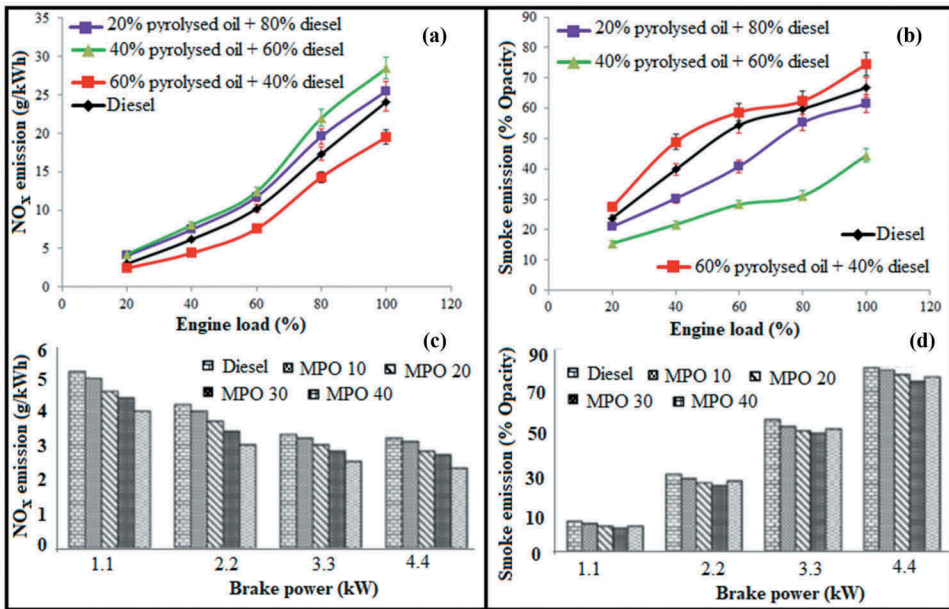 (a)
20% pyrolysed oil + 80% diesel
40% pyrolysed oil + 60% diesel
60% pyrolysed oil + 40% diesel
Diesel
NOX emission (g/kWh)
35
30
25
20
15
10
5
0
0 20 40 60 80 100 120
Engine load (%)
(b)
20% pyrolysed oil + 80% diesel
40% pyrolysed oil + 60% diesel
Diesel
60% pyrolysed oil + 40% diesel
Smoke emission (% Opacity)
90
80
70
60
50
40
30
20
10
0
0 20 40 60 80 100 120
Engine load (%)
(c)
Diesel MPO 10 MPO 20
MPO 30 MPO 40
NOX emission (g/kWh)
6
5
4
3
2
1
0
1.1 2.2 3.3 4.4
Brake power (kW)
(d)
Diesel MPO 10 MPO 20
MPO 30 MPO 40
Smoke emission (% Opacity)
90
70
50
30
10
0
1.1 2.2 3.3 4.4
Brake power (kW)